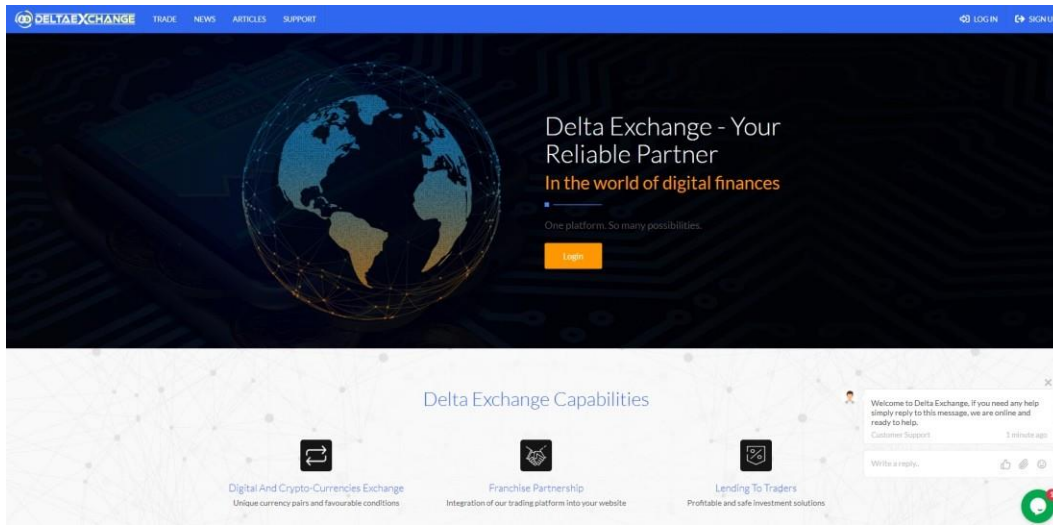 DELTAEXCHANGE TRADE NEWS ARTICLES SUPPORT LOG IN SIGN U
Delta Exchange - Your
Reliable Partner
In the world of digital finances
One platform. So many possibilities.
Login
Delta Exchange Capabilities
Digital And Crypto-Currencies Exchange
Unique currency pairs and favourable conditions
Franchise Partnership
Integration of our trading platform into your website
Lending To Traders
Profitable and safe investment solutions
Welcome to Delta Exchange, if you need any help
simply reply to this message, we are online and
ready to help.
Customer Support 1 minute ago
Write a reply..